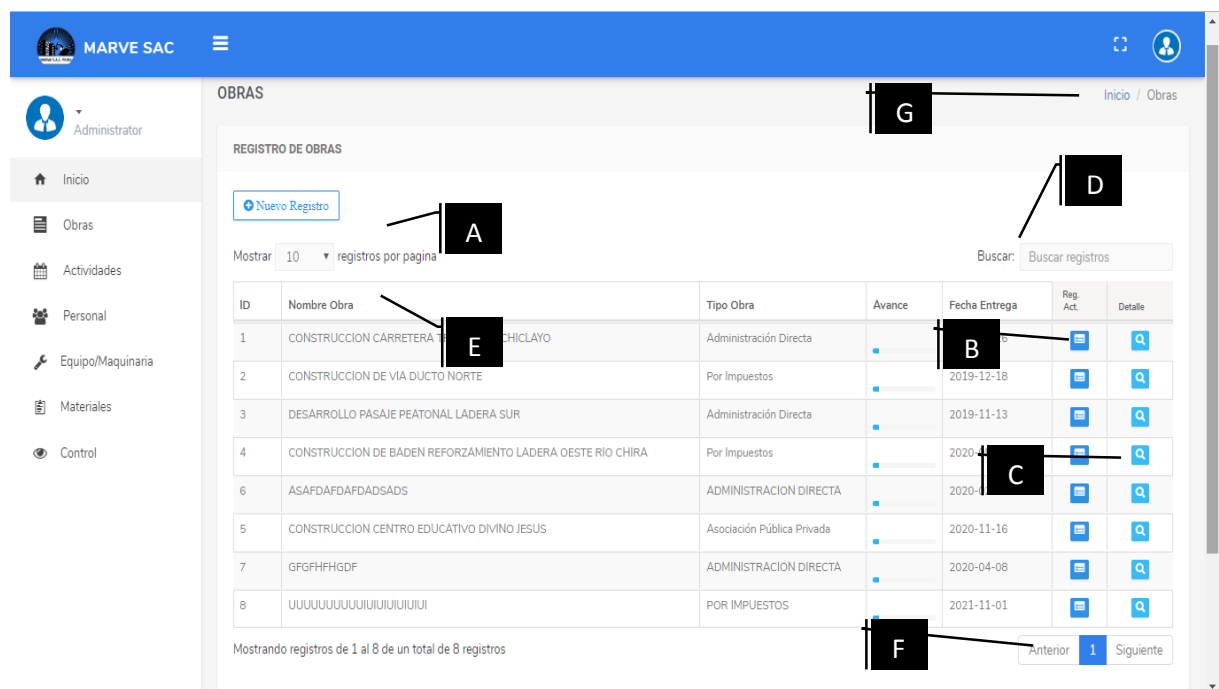 MARVE SAC
OBRAS
G
Inicio / Obras
Administrator
REGISTRO DE OBRAS
D
Inicio
Nuevo Registro
Obras
A
Mostrar 10 registros por pagina
Buscar: Buscar registros
Actividades
Personal
Equipo/Maquinaria
Materiales
Control
ID Nombre Obra Tipo Obra Avance Fecha Entrega Reg. Act. Detalle
E
B
1 CONSTRUCCION CARRETERA CHICLAYO Administración Directa
2 CONSTRUCCION DE VIA DUCTO NORTE Por Impuestos 2019-12-18
3 DESARROLLO PASAJE PEATONAL LADERA SUR Administración Directa 2019-11-13
4 CONSTRUCCION DE BADEN REFORZAMIENTO LADERA OESTE RIO CHIRA Por Impuestos
C
6 ASAFDAFDAFDADSADS ADMINISTRACION DIRECTA
5 CONSTRUCCION CENTRO EDUCATIVO DIVINO JESUS Asociación Pública Privada 2020-11-16
7 GFGFHFHGDF ADMINISTRACION DIRECTA 2020-04-08
8 UUUUUUUUUUIUIUIUIUIUIUI POR IMPUESTOS 2021-11-01
F
Mostrando registros de 1 al 8 de un total de 8 registros
Anterior 1 Siguiente